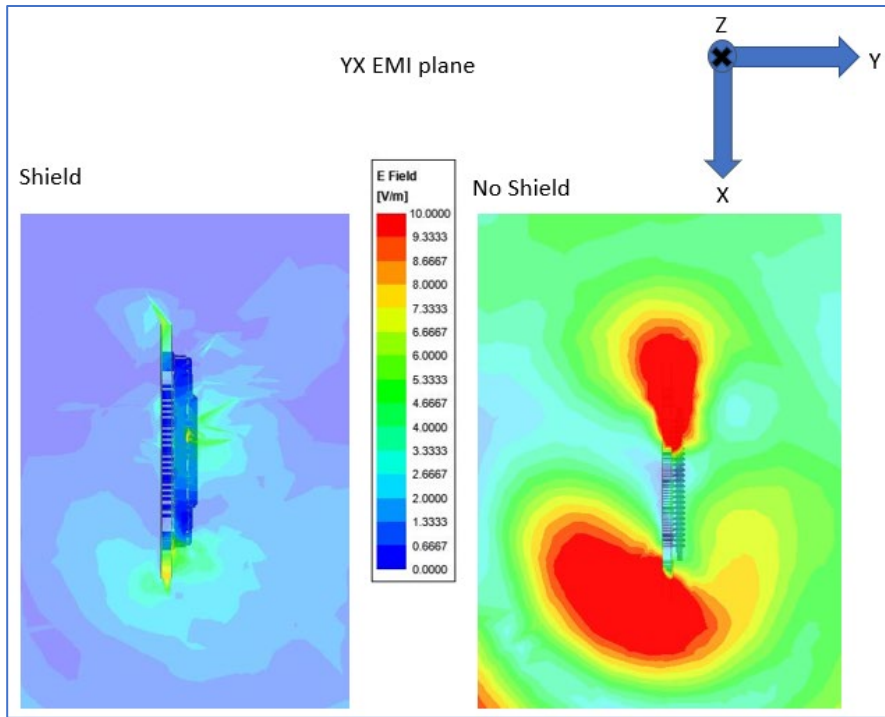 Z
YX EMI plane
Y
Shield
E Field
[V/m]
No Shield
X
10.0000
9.3333
8.6667
8.0000
7.3333
6.6667
6.0000
5.3333
4.6667
4.0000
3.3333
2.6667
2.0000
1.3333
0.6667
0.0000